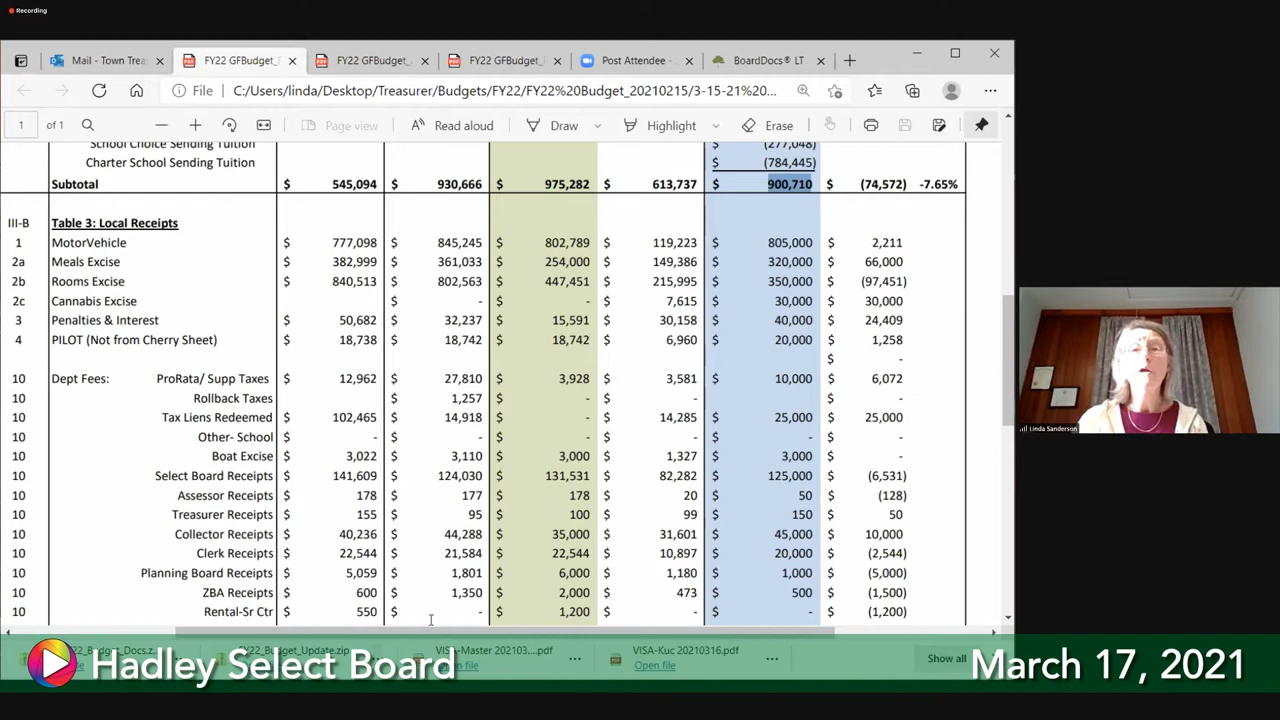 Recording
Mail - Town Trea
FY22 GFBudget_F
FY22 GFBudget_
FY22 GFBudget_F
Post Attendee -
BoardDocs® LT
File C:/Users/linda/Desktop/Treasurer/Budgets/FY22/FY22%20Budget_20210215/3-15-21%20...
1 of 1 Page view Read aloud Draw Highlight Erase
School Choice Sending Tuition $ (277,048)
Charter School Sending Tuition $ (784,445)
Subtotal $ 545,094 $ 930,666 $ 975,282 $ 613,737 $ 900,710 $ (74,572) -7.65%
III-B Table 3: Local Receipts
1 MotorVehicle $ 777,098 $ 845,245 $ 802,789 $ 119,223 $ 805,000 $ 2,211
2a Meals Excise $ 382,999 $ 361,033 $ 254,000 $ 149,386 $ 320,000 $ 66,000
2b Rooms Excise $ 840,513 $ 802,563 $ 447,451 $ 215,995 $ 350,000 $ (97,451)
2c Cannabis Excise $ - $ - $ 7,615 $ 30,000 $ 30,000
3 Penalties & Interest $ 50,682 $ 32,237 $ 15,591 $ 30,158 $ 40,000 $ 24,409
4 PILOT (Not from Cherry Sheet) $ 18,738 $ 18,742 $ 18,742 $ 6,960 $ 20,000 $ 1,258
$ $ -
10 Dept Fees: ProRata/ Supp Taxes $ 12,962 $ 27,810 $ 3,928 $ 3,581 $ 10,000 $ 6,072
10 Rollback Taxes $ 1,257 $ - $ - $ -
10 Tax Liens Redeemed $ 102,465 $ 14,918 $ - $ 14,285 $ 25,000 $ 25,000
10 Other- School $ - $ - $ - $ - $ - $ -
10 Boat Excise $ 3,022 $ 3,110 $ 3,000 $ 1,327 $ 3,000 $ -
10 Select Board Receipts $ 141,609 $ 124,030 $ 131,531 $ 82,282 $ 125,000 $ (6,531)
10 Assessor Receipts $ 178 $ 177 $ 178 $ 20 $ 50 $ (128)
10 Treasurer Receipts $ 155 $ 95 $ 100 $ 99 $ 150 $ 50
10 Collector Receipts $ 40,236 $ 44,288 $ 35,000 $ 31,601 $ 45,000 $ 10,000
10 Clerk Receipts $ 22,544 $ 21,584 $ 22,544 $ 10,897 $ 20,000 $ (2,544)
10 Planning Board Receipts $ 5,059 $ 1,801 $ 6,000 $ 1,180 $ 1,000 $ (5,000)
10 ZBA Receipts $ 600 $ 1,350 $ 2,000 $ 473 $ 500 $ (1,500)
10 Rental-Sr Ctr $ 550 $ - $ 1,200 $ - $ - $ (1,200)
Linda Sanderson
VISA-Master 202103....pdf
VISA-Kuc 20210316.pdf
Open file
Show all
Hadley Select Board
March 17, 2021